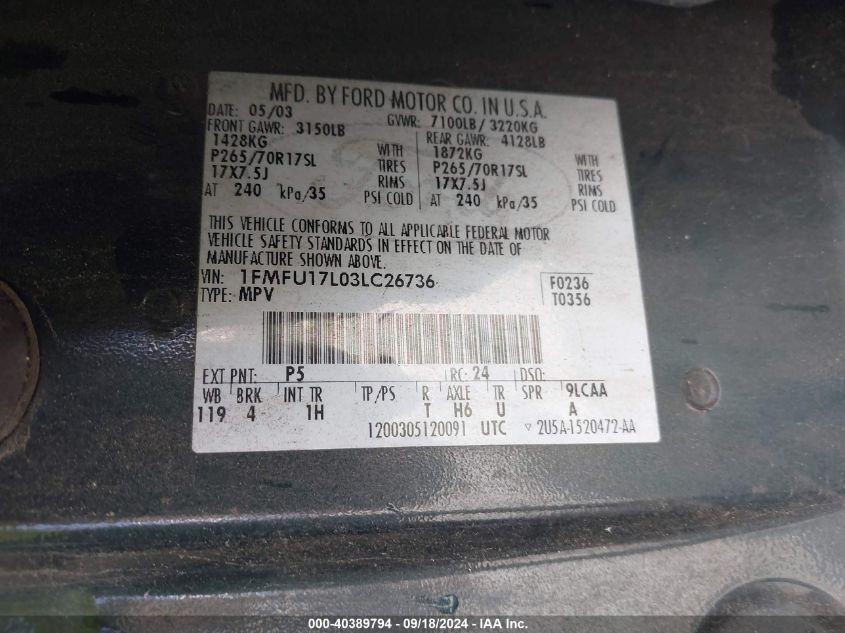 MFD. BY FORD MOTOR CO. IN U.S.A.
DATE: 05/03 GVWR: 7100LB/ 3220KG
FRONT GAWR: 3150LB REAR GAWR: 4128LB
1428KG WITH 1872KG WITH
P265/70R17SL TIRES P265/70R17SL TIRES
17X7.5J RIMS 17X7.5J RIMS
AT 240 kPa/35 PSI COLD AT 240 kPa/35 PSI COLD
THIS VEHICLE CONFORMS TO ALL APPLICABLE FEDERAL MOTOR
VEHICLE SAFETY STANDARDS IN EFFECT ON THE DATE OF
MANUFACTURE SHOWN ABOVE.
VIN: 1FMFU17L03LC26736 F0236
TYPE: MPV T0356
EXT PNT: P5 RC: 24 DSO:
WB BRK INT TR TP/PS R AXLE TR SPR 9LCAA
119 4 1H T H6 U A
1200305120091 UTC ▿ 2U5A-1520472-AA
000-40389794 - 09/18/2024 - IAA Inc.